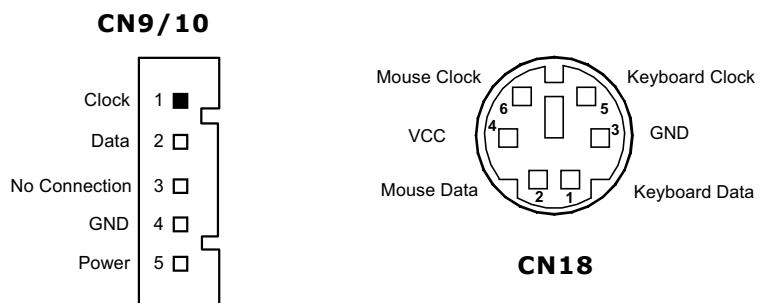 CN9/10
Clock 1
Data 2
No Connection 3
GND 4
Power 5
Mouse Clock Keyboard Clock
6 5
VCC 4 3 GND
Mouse Data 2 1 Keyboard Data
CN18